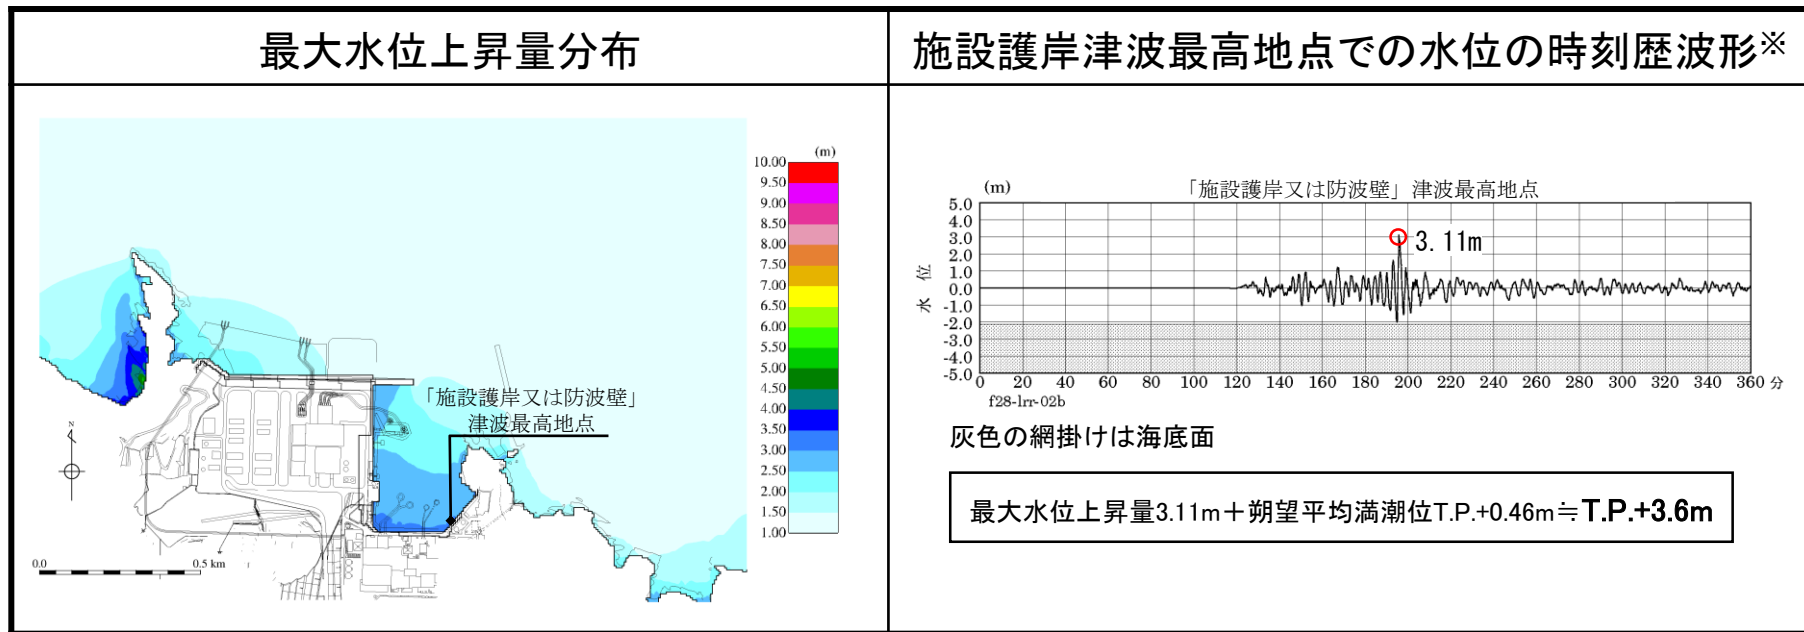 最大水位上昇量分布
施設護岸津波最高地点での水位の時刻歴波形※
(m)
10.00
9.50
9.00
8.50
8.00
7.50
7.00
6.50
6.00
5.50
5.00
4.50
4.00
3.50
3.00
2.50
2.00
1.50
1.00
「施設護岸又は防波壁」
津波最高地点
N
0.0 0.5 km
(m) 「施設護岸又は防波壁」津波最高地点
水位
5.0
4.0
3.0
2.0
1.0
0.0
-1.0
-2.0
-3.0
-4.0
-5.0
3.11m
0 20 40 60 80 100 120 140 160 180 200 220 240 260 280 300 320 340 360 分
f28-lrr-02b
灰色の網掛けは海底面
最大水位上昇量3.11m＋朔望平均満潮位T.P.+0.46m≒T.P.+3.6m